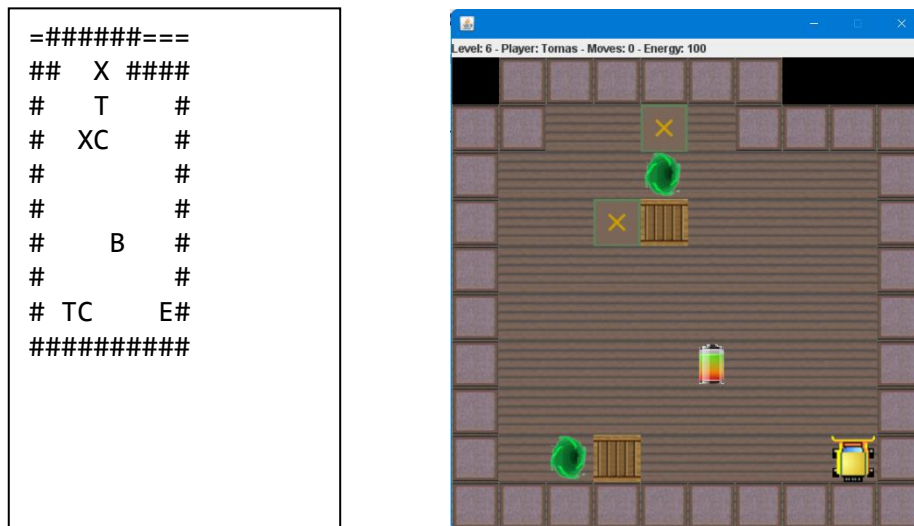 =######===
##  X ####
#   T    #
#  XC    #
#        #
#        #
#    B   #
#        #
# TC    E#
##########
Level: 6 - Player: Tomas - Moves: 0 - Energy: 100